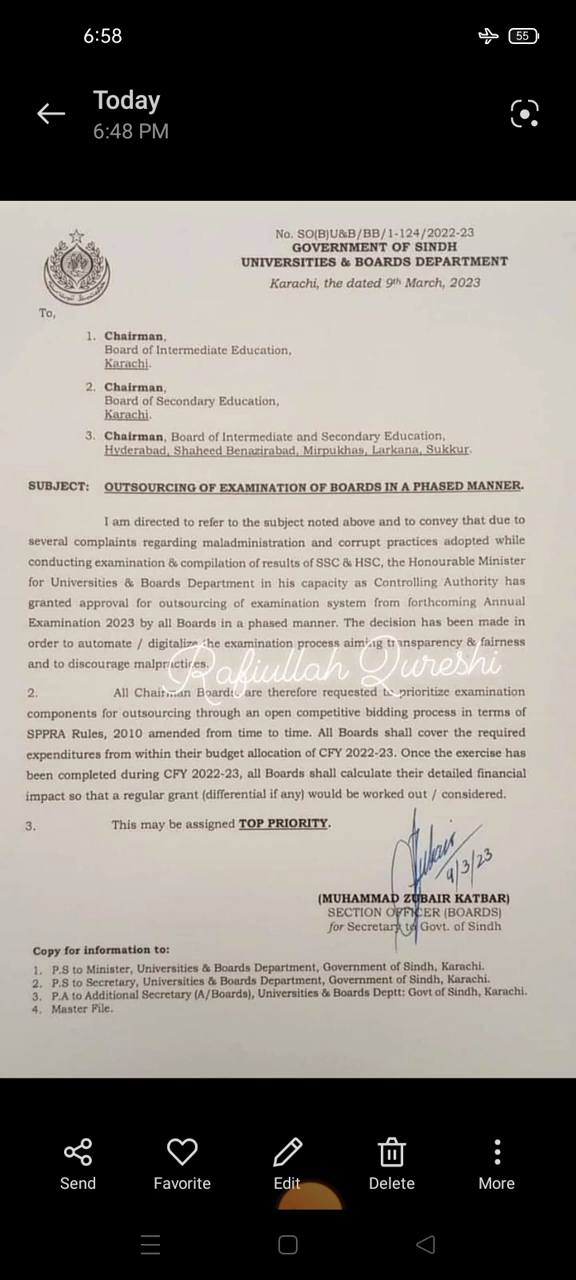 6:58
55
Today
6:48 PM
No. SO(B)U&B/BB/1-124/2022-23
GOVERNMENT OF SINDH
UNIVERSITIES & BOARDS DEPARTMENT
Karachi, the dated 9th March, 2023
To,
1. Chairman,
Board of Intermediate Education,
Karachi.
2. Chairman,
Board of Secondary Education,
Karachi.
3. Chairman, Board of Intermediate and Secondary Education,
Hyderabad, Shaheed Benazirabad, Mirpukhas, Larkana, Sukkur.
SUBJECT: OUTSOURCING OF EXAMINATION OF BOARDS IN A PHASED MANNER.
I am directed to refer to the subject noted above and to convey that due to
several complaints regarding maladministration and corrupt practices adopted while
conducting examination & compilation of results of SSC & HSC, the Honourable Minister
for Universities & Boards Department in his capacity as Controlling Authority has
granted approval for outsourcing of examination system from forthcoming Annual
Examination 2023 by all Boards in a phased manner. The decision has been made in
order to automate / digitalize the examination process aiming transparency & fairness
and to discourage malpractices.
Rafiullah Qureshi
2. All Chairman Boards are therefore requested to prioritize examination
components for outsourcing through an open competitive bidding process in terms of
SPPRA Rules, 2010 amended from time to time. All Boards shall cover the required
expenditures from within their budget allocation of CFY 2022-23. Once the exercise has
been completed during CFY 2022-23, all Boards shall calculate their detailed financial
impact so that a regular grant (differential if any) would be worked out / considered.
3. This may be assigned TOP PRIORITY.
Zubair
9/3/23
(MUHAMMAD ZUBAIR KATBAR)
SECTION OFFICER (BOARDS)
for Secretary to Govt. of Sindh
Copy for information to:
1. P.S to Minister, Universities & Boards Department, Government of Sindh, Karachi.
2. P.S to Secretary, Universities & Boards Department, Government of Sindh, Karachi.
3. P.A to Additional Secretary (A/Boards), Universities & Boards Deptt: Govt of Sindh, Karachi.
4. Master File.
Send
Favorite
Edit
Delete
More